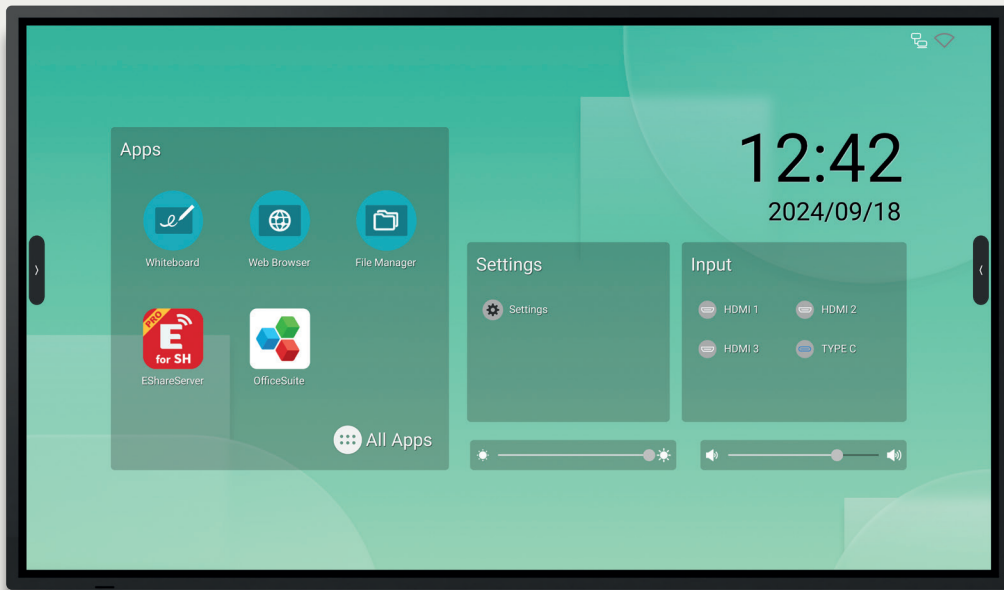 12:42
2024/09/18
Apps
Whiteboard
Web Browser
File Manager
PRO
E
for SH
EShareServer
OfficeSuite
All Apps
Settings
Settings
Input
HDMI 1
HDMI 2
HDMI 3
TYPE C